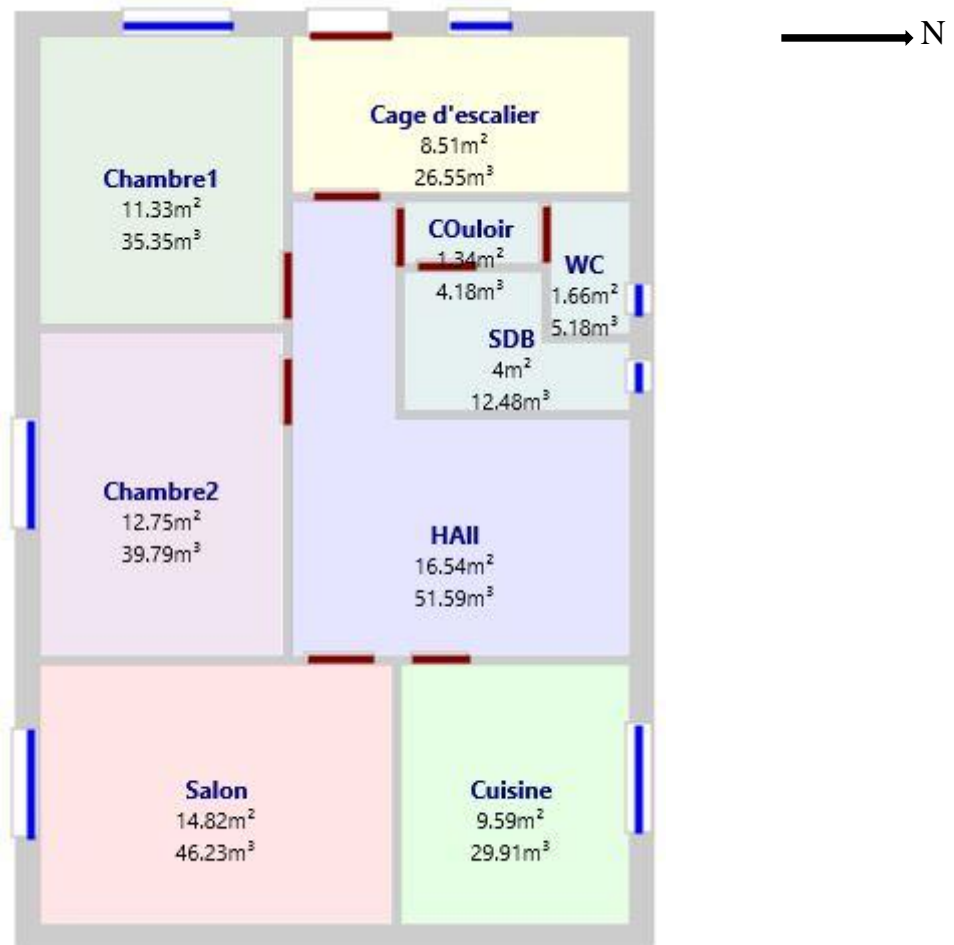 N
Cage d'escalier
8.51m²
26.55m³
Chambre1
11.33m²
35.35m³
COuloir
1.34m²
4.18m³
WC
1.66m²
5.18m³
SDB
4m²
12.48m³
Chambre2
12.75m²
39.79m³
HAll
16.54m²
51.59m³
Salon
14.82m²
46.23m³
Cuisine
9.59m²
29.91m³